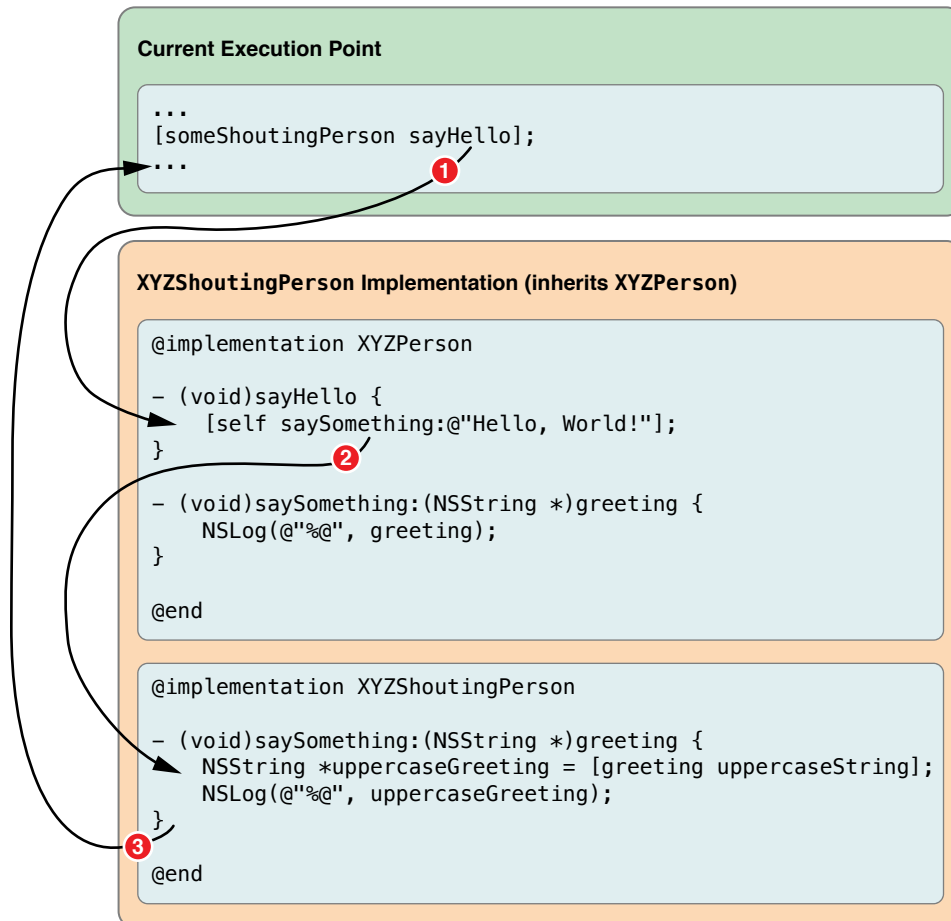 Current Execution Point
...
[someShoutingPerson sayHello];
...
1
XYZShoutingPerson Implementation (inherits XYZPerson)
@implementation XYZPerson
– (void)sayHello {
[self saySomething:@"Hello, World!"];
}
2
– (void)saySomething:(NSString *)greeting {
NSLog(@"%@", greeting);
}
@end
@implementation XYZShoutingPerson
– (void)saySomething:(NSString *)greeting {
NSString *uppercaseGreeting = [greeting uppercaseString];
NSLog(@"%@", uppercaseGreeting);
}
3
@end